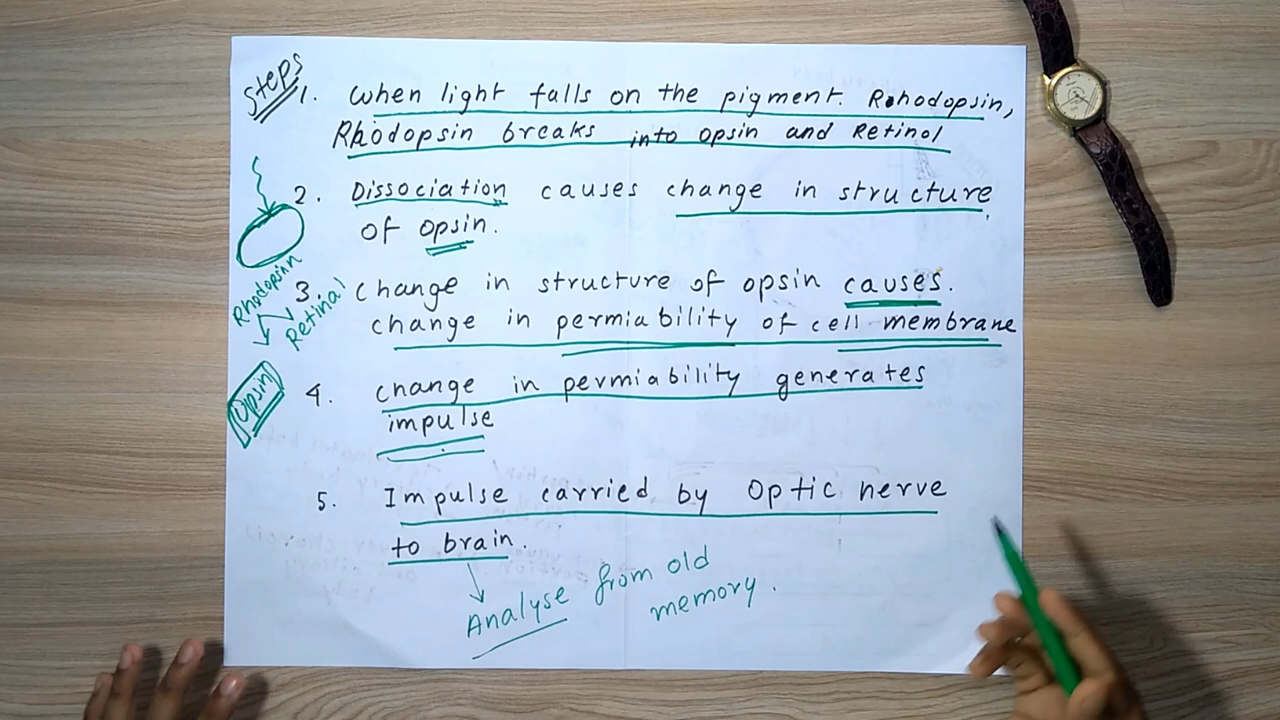 Steps
1. When light falls on the pigment. Rohodopsin,
Rhodopsin breaks into opsin and Retinol
2. Dissociation causes change in structure
of opsin.
3. change in structure of opsin causes.
change in permiability of cell membrane
4. change in permiability generates
impulse
5. Impulse carried by Optic nerve
to brain.
Analyse from old
memory.
Rhodopsin
Retinal
Opsin